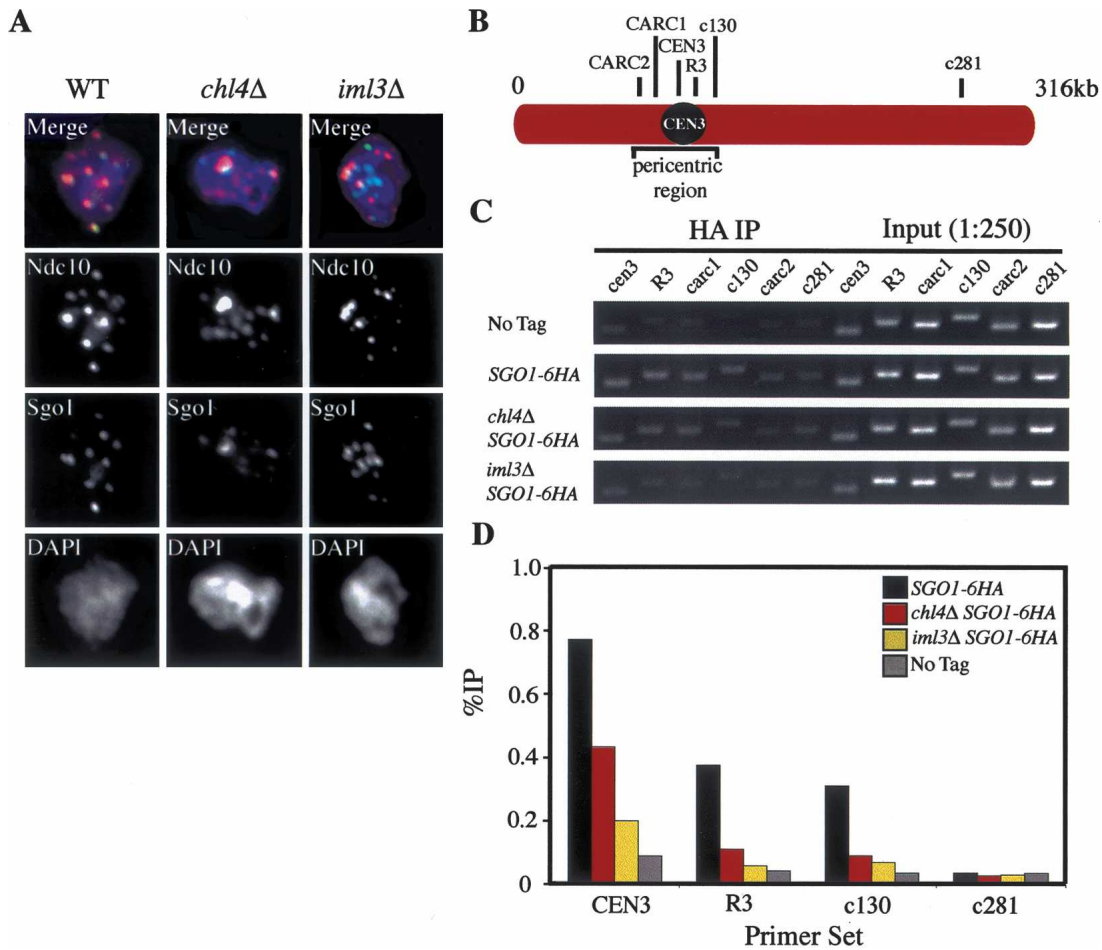 A
WT chl4Δ iml3Δ
Merge Merge Merge
Ndc10 Ndc10 Ndc10
Sgo1 Sgo1 Sgo1
DAPI DAPI DAPI
B
CARC1 c130
CEN3
CARC2 R3
c281
0 316kb
CEN3
pericentric
region
C
HA IP Input (1:250)
cen3 R3 carc1 c130 carc2 c281 cen3 R3 carc1 c130 carc2 c281
No Tag
SGO1-6HA
chl4Δ
SGO1-6HA
iml3Δ
SGO1-6HA
D
1.0
0.8
0.6
0.4
0.2
0
%IP
SGO1-6HA
chl4Δ SGO1-6HA
iml3Δ SGO1-6HA
No Tag
CEN3 R3 c130 c281
Primer Set